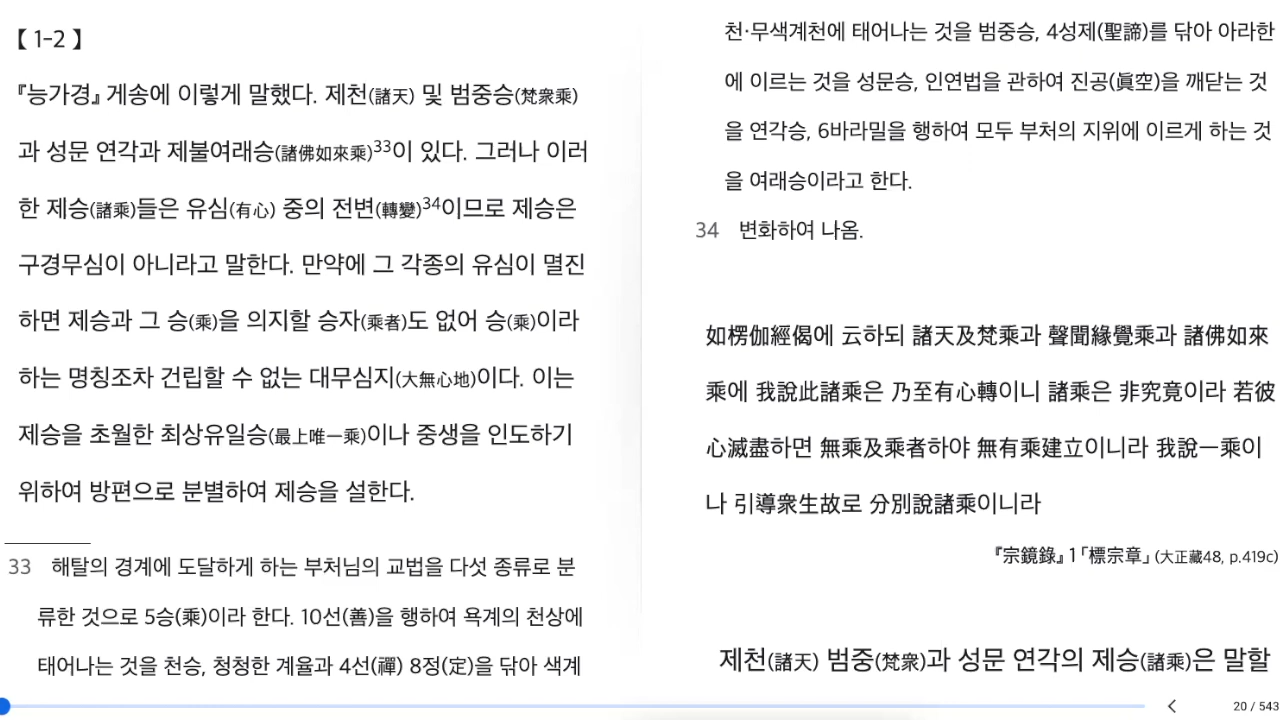 【 1-2 】
『능가경』 게송에 이렇게 말했다. 제천(諸天) 및 범중승(梵衆乘)
과 성문 연각과 제불여래승(諸佛如來乘)33이 있다. 그러나 이러
한 제승(諸乘)들은 유심(有心) 중의 전변(轉變)34이므로 제승은
구경무심이 아니라고 말한다. 만약에 그 각종의 유심이 멸진
하면 제승과 그 승(乘)을 의지할 승자(乘者)도 없어 승(乘)이라
하는 명칭조차 건립할 수 없는 대무심지(大無心地)이다. 이는
제승을 초월한 최상유일승(最上唯一乘)이나 중생을 인도하기
위하여 방편으로 분별하여 제승을 설한다.
33 해탈의 경계에 도달하게 하는 부처님의 교법을 다섯 종류로 분
류한 것으로 5승(乘)이라 한다. 10선(善)을 행하여 욕계의 천상에
태어나는 것을 천승, 청청한 계율과 4선(禪) 8정(定)을 닦아 색계
천·무색계천에 태어나는 것을 범중승, 4성제(聖諦)를 닦아 아라한
에 이르는 것을 성문승, 인연법을 관하여 진공(眞空)을 깨닫는 것
을 연각승, 6바라밀을 행하여 모두 부처의 지위에 이르게 하는 것
을 여래승이라고 한다.
34 변화하여 나옴.
如楞伽經偈에 云하되 諸天及梵乘과 聲聞緣覺乘과 諸佛如來
乘에 我說此諸乘은 乃至有心轉이니 諸乘은 非究竟이라 若彼
心滅盡하면 無乘及乘者하야 無有乘建立이니라 我說一乘이
나 引導衆生故로 分別說諸乘이니라
『宗鏡錄』 1 「標宗章」 (大正藏48, p.419c)
제천(諸天) 범중(梵衆)과 성문 연각의 제승(諸乘)은 말할
20 / 543